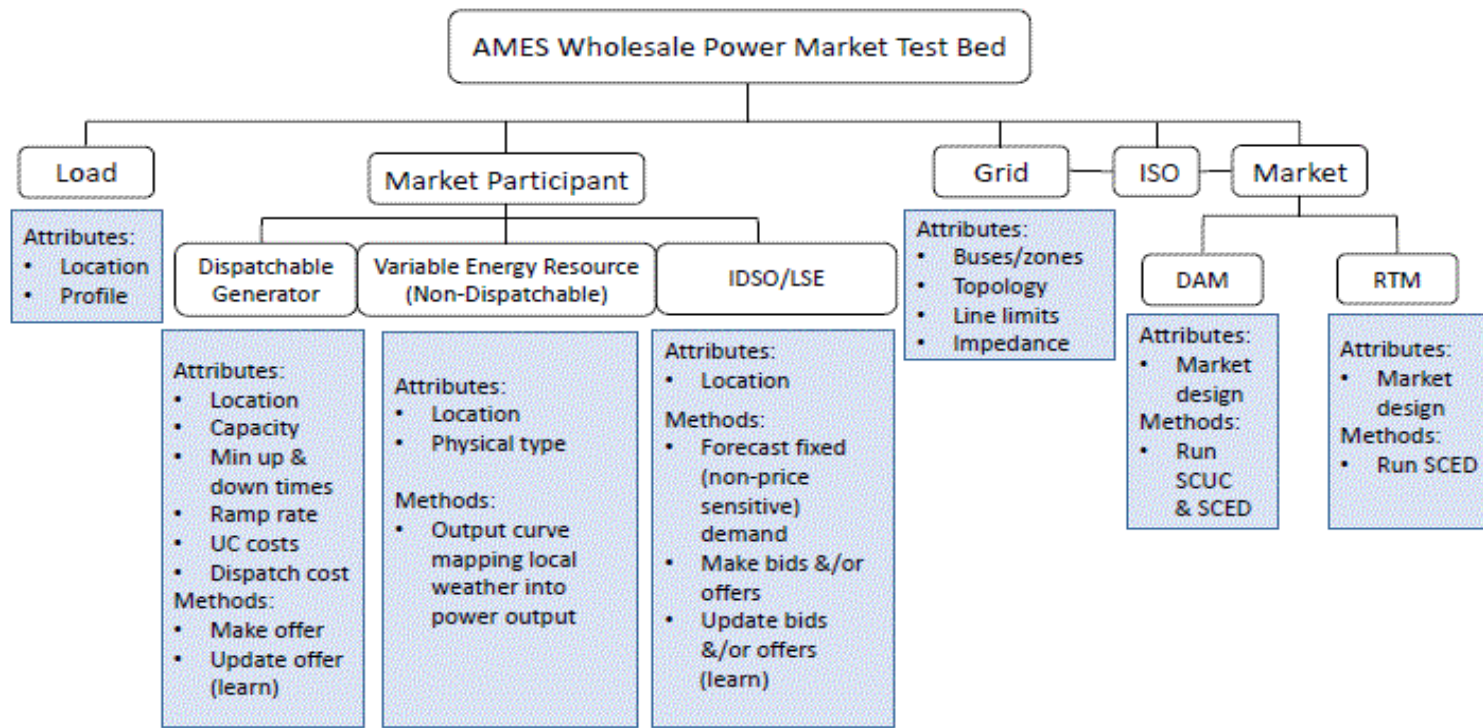 AMES Wholesale Power Market Test Bed
Load
Market Participant
Grid
ISO
Market
Attributes:
• Location
• Profile
Dispatchable
Generator
Variable Energy Resource
(Non-Dispatchable)
IDSO/LSE
Attributes:
• Buses/zones
• Topology
• Line limits
• Impedance
DAM
RTM
Attributes:
• Location
• Capacity
• Min up &
down times
• Ramp rate
• UC costs
• Dispatch cost
Methods:
• Make offer
• Update offer
(learn)
Attributes:
• Location
• Physical type
Methods:
• Output curve
mapping local
weather into
power output
Attributes:
• Location
Methods:
• Forecast fixed
(non-price
sensitive)
demand
• Make bids &/or
offers
• Update bids
&/or offers
(learn)
Attributes:
• Market
design
Methods:
• Run
SCUC
& SCED
Attributes:
• Market
design
Methods:
• Run SCED